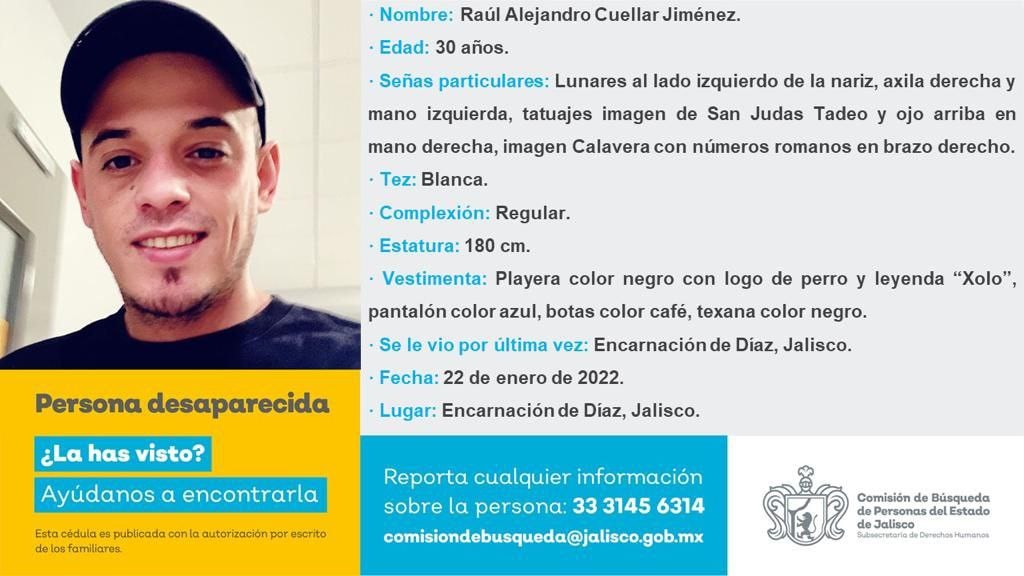 · Nombre: Raúl Alejandro Cuellar Jiménez.
· Edad: 30 años.
· Señas particulares: Lunares al lado izquierdo de la nariz, axila derecha y
mano izquierda, tatuajes imagen de San Judas Tadeo y ojo arriba en
mano derecha, imagen Calavera con números romanos en brazo derecho.
· Tez: Blanca.
· Complexión: Regular.
· Estatura: 180 cm.
· Vestimenta: Playera color negro con logo de perro y leyenda “Xolo”,
pantalón color azul, botas color café, texana color negro.
· Se le vio por última vez: Encarnación de Díaz, Jalisco.
· Fecha: 22 de enero de 2022.
· Lugar: Encarnación de Díaz, Jalisco.
Persona desaparecida
¿La has visto?
Ayúdanos a encontrarla
Esta cédula es publicada con la autorización por escrito
de los familiares.
Reporta cualquier información
sobre la persona: 33 3145 6314
comisiondebusqueda@jalisco.gob.mx
Comisión de Búsqueda
de Personas del Estado
de Jalisco
Subsecretaría de Derechos Humanos